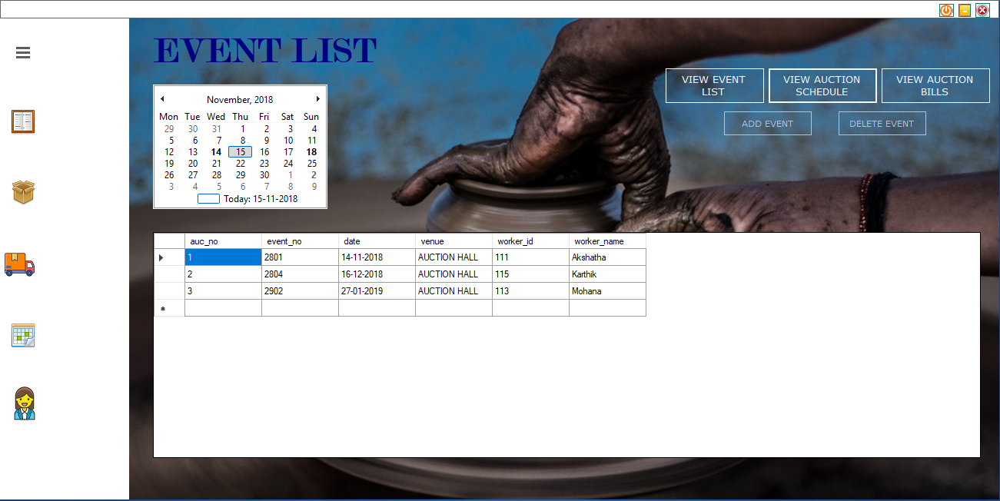 EVENT LIST
VIEW EVENT
LIST
VIEW AUCTION
SCHEDULE
VIEW AUCTION
BILLS
ADD EVENT DELETE EVENT
November, 2018
Mon Tue Wed Thu Fri Sat Sun
29 30 31 1 2 3 4
5 6 7 8 9 10 11
12 13 14 15 16 17 18
19 20 21 22 23 24 25
26 27 28 29 30 1 2
3 4 5 6 7 8 9
Today: 15-11-2018
auc_no event_no date venue worker_id worker_name
1 2801 14-11-2018 AUCTION HALL 111 Akshatha
2 2804 16-12-2018 AUCTION HALL 115 Karthik
3 2902 27-01-2019 AUCTION HALL 113 Mohana